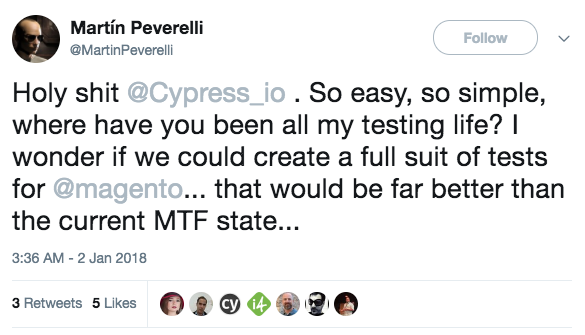 Martín Peverelli
@MartinPeverelli
Follow
Holy shit @Cypress_io . So easy, so simple,
where have you been all my testing life? I
wonder if we could create a full suit of tests
for @magento... that would be far better than
the current MTF state...
3:36 AM - 2 Jan 2018
3 Retweets 5 Likes
cy